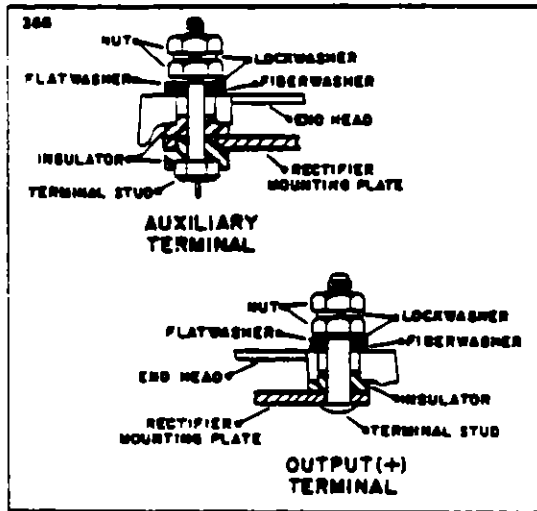 366
NUT
LOCKWASHER
FLATWASHER
FIBERWASHER
END HEAD
INSULATOR
RECTIFIER
MOUNTING PLATE
TERMINAL STUD
AUXILIARY
TERMINAL
NUT
LOCKWASHER
FLATWASHER
FIBERWASHER
END HEAD
INSULATOR
RECTIFIER
MOUNTING PLATE
TERMINAL STUD
OUTPUT(+)
TERMINAL